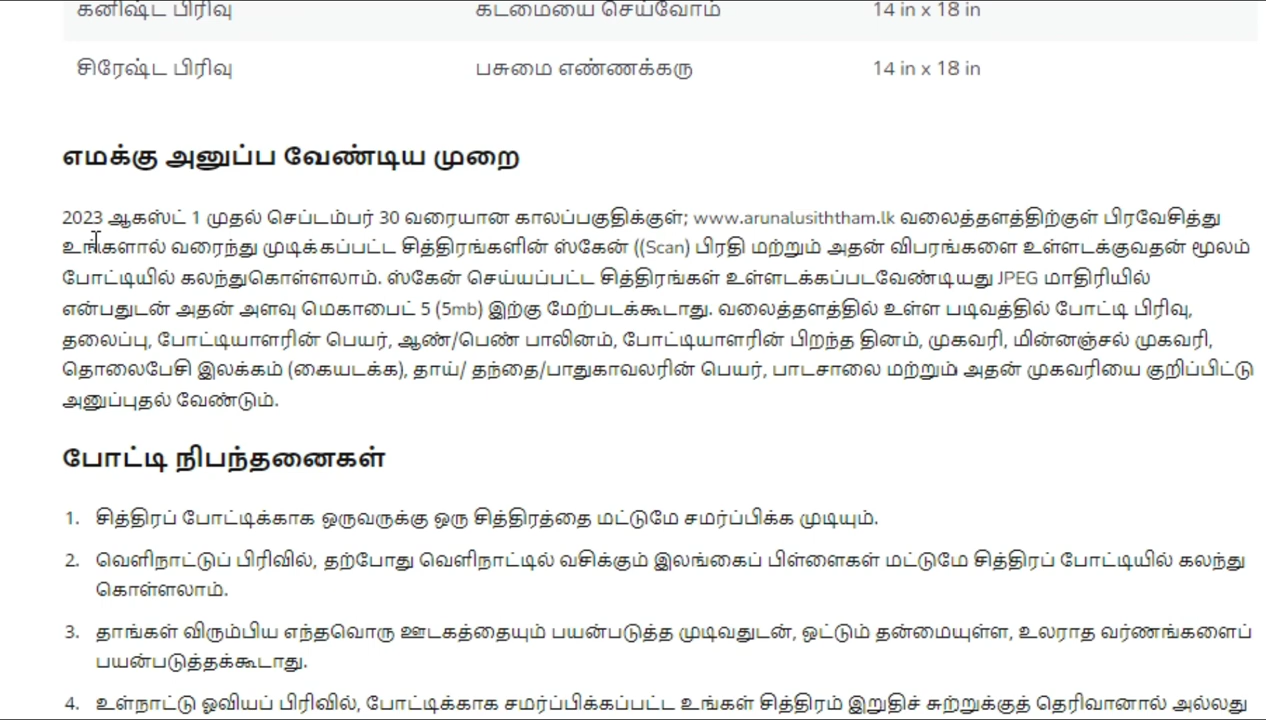 கனிஷ்ட பிரிவு கடமையை செய்வோம் 14 in x 18 in
சிரேஷ்ட பிரிவு பசுமை எண்ணக்கரு 14 in x 18 in
எமக்கு அனுப்ப வேண்டிய முறை
2023 ஆகஸ்ட் 1 முதல் செப்டம்பர் 30 வரையான காலப்பகுதிக்குள்; www.arunalusiththam.lk வலைத்தளத்திற்குள் பிரவேசித்து
உங்களால் வரைந்து முடிக்கப்பட்ட சித்திரங்களின் ஸ்கேன் ((Scan) பிரதி மற்றும் அதன் விபரங்களை உள்ளடக்குவதன் மூலம்
போட்டியில் கலந்துகொள்ளலாம். ஸ்கேன் செய்யப்பட்ட சித்திரங்கள் உள்ளடக்கப்படவேண்டியது JPEG மாதிரியில்
என்பதுடன் அதன் அளவு மெகாபைட் 5 (5mb) இற்கு மேற்படக்கூடாது. வலைத்தளத்தில் உள்ள படிவத்தில் போட்டி பிரிவு,
தலைப்பு, போட்டியாளரின் பெயர், ஆண்/பெண் பாலினம், போட்டியாளரின் பிறந்த தினம், முகவரி, மின்னஞ்சல் முகவரி,
தொலைபேசி இலக்கம் (கையடக்க), தாய்/ தந்தை/பாதுகாவலரின் பெயர், பாடசாலை மற்றும் அதன் முகவரியை குறிப்பிட்டு
அனுப்புதல் வேண்டும்.
போட்டி நிபந்தனைகள்
1. சித்திரப் போட்டிக்காக ஒருவருக்கு ஒரு சித்திரத்தை மட்டுமே சமர்ப்பிக்க முடியும்.
2. வெளிநாட்டுப் பிரிவில், தற்போது வெளிநாட்டில் வசிக்கும் இலங்கைப் பிள்ளைகள் மட்டுமே சித்திரப் போட்டியில் கலந்து
கொள்ளலாம்.
3. தாங்கள் விரும்பிய எந்தவொரு ஊடகத்தையும் பயன்படுத்த முடிவதுடன், ஒட்டும் தன்மையுள்ள, உலராத வர்ணங்களைப்
பயன்படுத்தக்கூடாது.
4. உள்நாட்டு ஓவியப் பிரிவில், போட்டிக்காக சமர்ப்பிக்கப்பட்ட உங்கள் சித்திரம் இறுதிச் சுற்றுக்குத் தெரிவானால் அல்லது